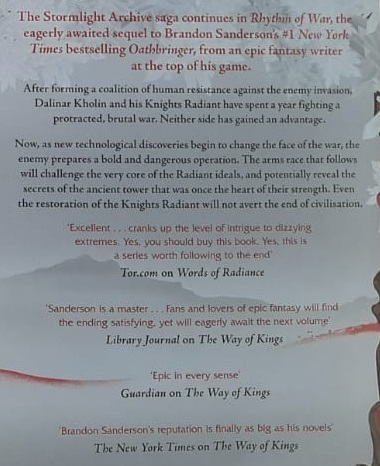 The Stormlight Archive saga continues in Rhythm of War, the
eagerly awaited sequel to Brandon Sanderson's #1 New York
Times bestselling Oathbringer, from an epic fantasy writer
at the top of his game.
After forming a coalition of human resistance against the enemy invasion,
Dalinar Kholin and his Knights Radiant have spent a year fighting a
protracted, brutal war. Neither side has gained an advantage.
Now, as new technological discoveries begin to change the face of the war, the
enemy prepares a bold and dangerous operation. The arms race that follows
will challenge the very core of the Radiant ideals, and potentially reveal the
secrets of the ancient tower that was once the heart of their strength. Even
the restoration of the Knights Radiant will not avert the end of civilisation.
'Excellent . . . cranks up the level of intrigue to dizzying
extremes. Yes, you should buy this book. Yes, this is
a series worth following to the end'
Tor.com on Words of Radiance
'Sanderson is a master . . . Fans and lovers of epic fantasy will find
the ending satisfying, yet will eagerly await the next volume'
Library Journal on The Way of Kings
'Epic in every sense'
Guardian on The Way of Kings
'Brandon Sanderson's reputation is finally as big as his novels'
The New York Times on The Way of Kings